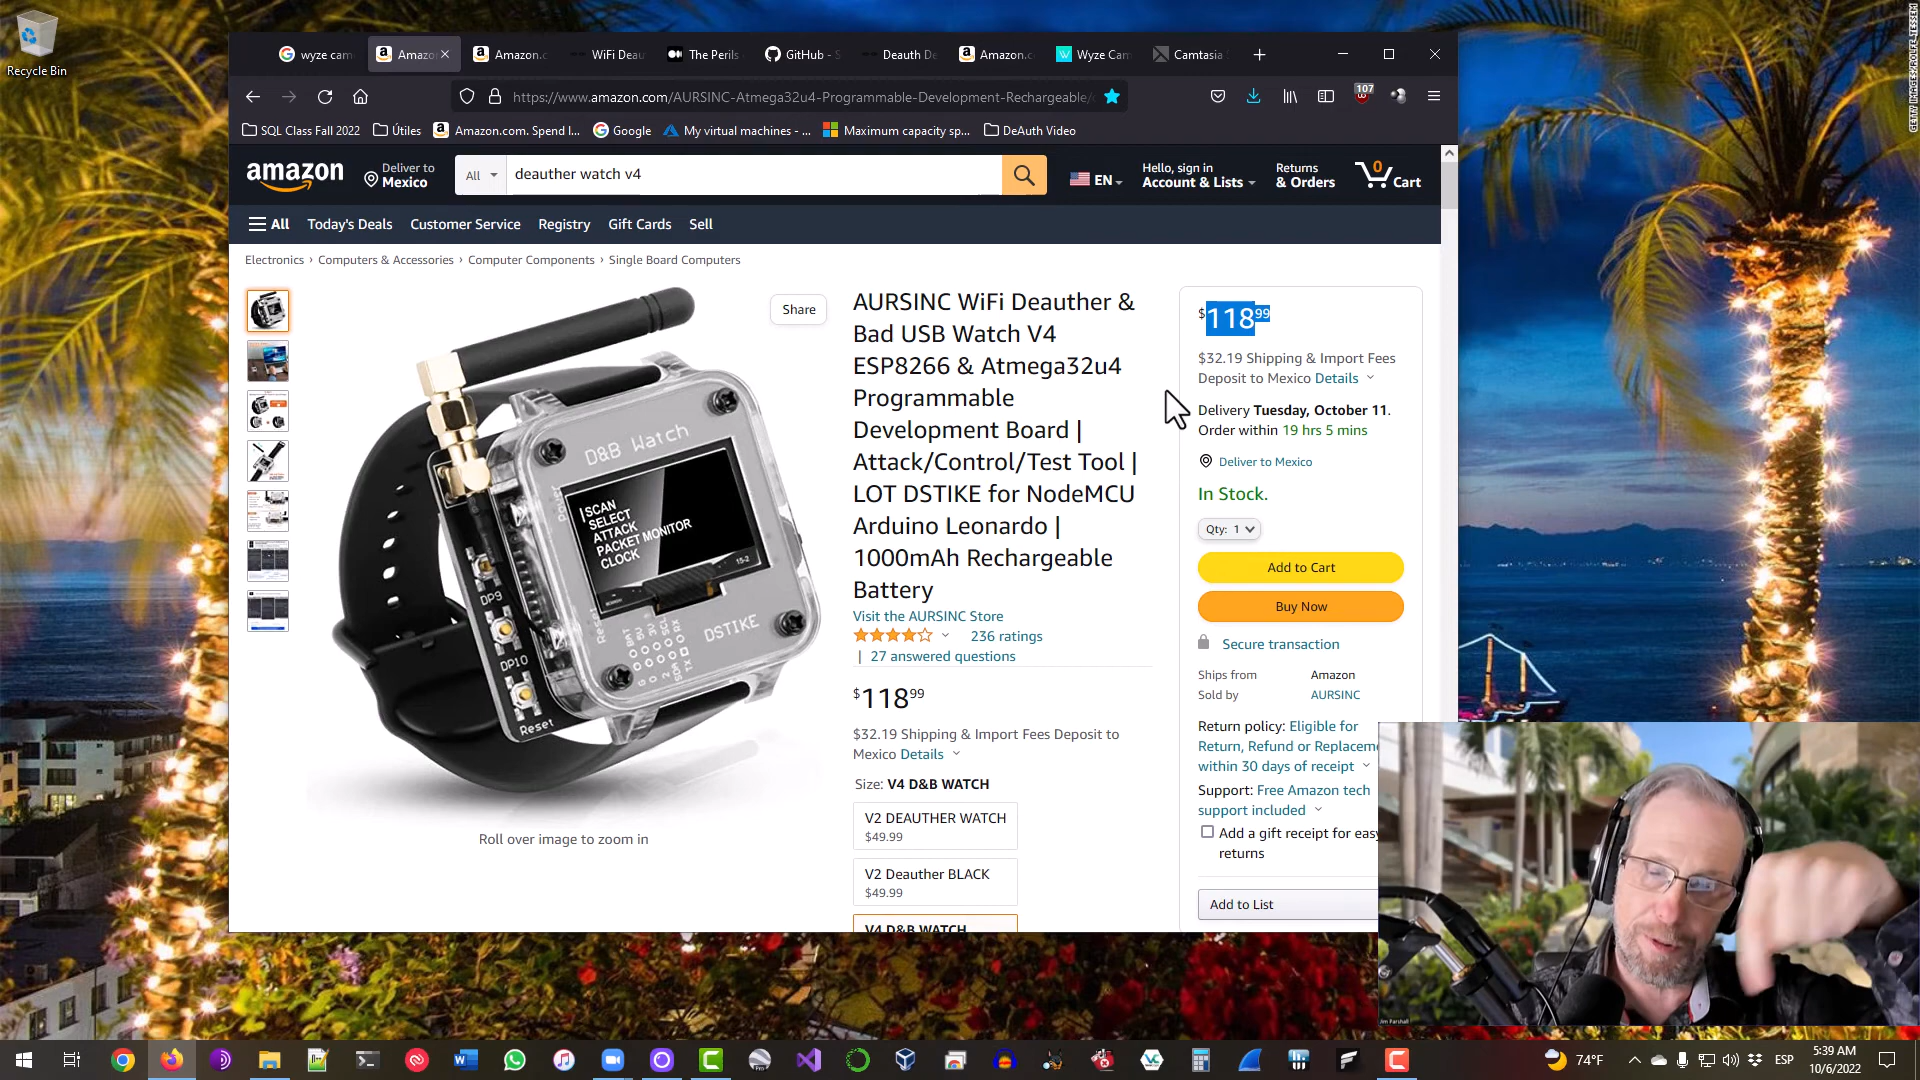 Recycle Bin
GETTY IMAGES/ROLFE_TESSEM
wyze cam
Amazo
Amazon.c
WiFi Deau
The Perils
GitHub - S
Deauth De
Amazon.c
Wyze Cam
Camtasia
https://www.amazon.com/AURSINC-Atmega32u4-Programmable-Development-Rechargeable/
107
SQL Class Fall 2022
Útiles
Amazon.com. Spend l...
Google
My virtual machines - ...
Maximum capacity sp...
DeAuth Video
amazon
Deliver to
Mexico
All
deauther watch v4
EN
Hello, sign in
Account & Lists
Returns
& Orders
0
Cart
All
Today's Deals
Customer Service
Registry
Gift Cards
Sell
Electronics › Computers & Accessories › Computer Components › Single Board Computers
Share
D&B Watch
SCAN
SELECT
ATTACK
PACKET MONITOR
CLOCK
15-2
DP9
DP10
Reset
DSTIKE
Roll over image to zoom in
AURSINC WiFi Deauther &
Bad USB Watch V4
ESP8266 & Atmega32u4
Programmable
Development Board |
Attack/Control/Test Tool |
LOT DSTIKE for NodeMCU
Arduino Leonardo |
1000mAh Rechargeable
Battery
Visit the AURSINC Store
236 ratings
| 27 answered questions
$118 99
$32.19 Shipping & Import Fees Deposit to
Mexico Details
Size: V4 D&B WATCH
V2 DEAUTHER WATCH
$49.99
V2 Deauther BLACK
$49.99
V4 D&B WATCH
$118 99
$32.19 Shipping & Import Fees
Deposit to Mexico Details
Delivery Tuesday, October 11.
Order within 19 hrs 5 mins
Deliver to Mexico
In Stock.
Qty: 1
Add to Cart
Buy Now
Secure transaction
Ships from Amazon
Sold by AURSINC
Return policy: Eligible for
Return, Refund or Replaceme
within 30 days of receipt
Support: Free Amazon tech
support included
Add a gift receipt for easy
returns
Add to List
Jim Parshall
74°F
ESP
5:39 AM
10/6/2022